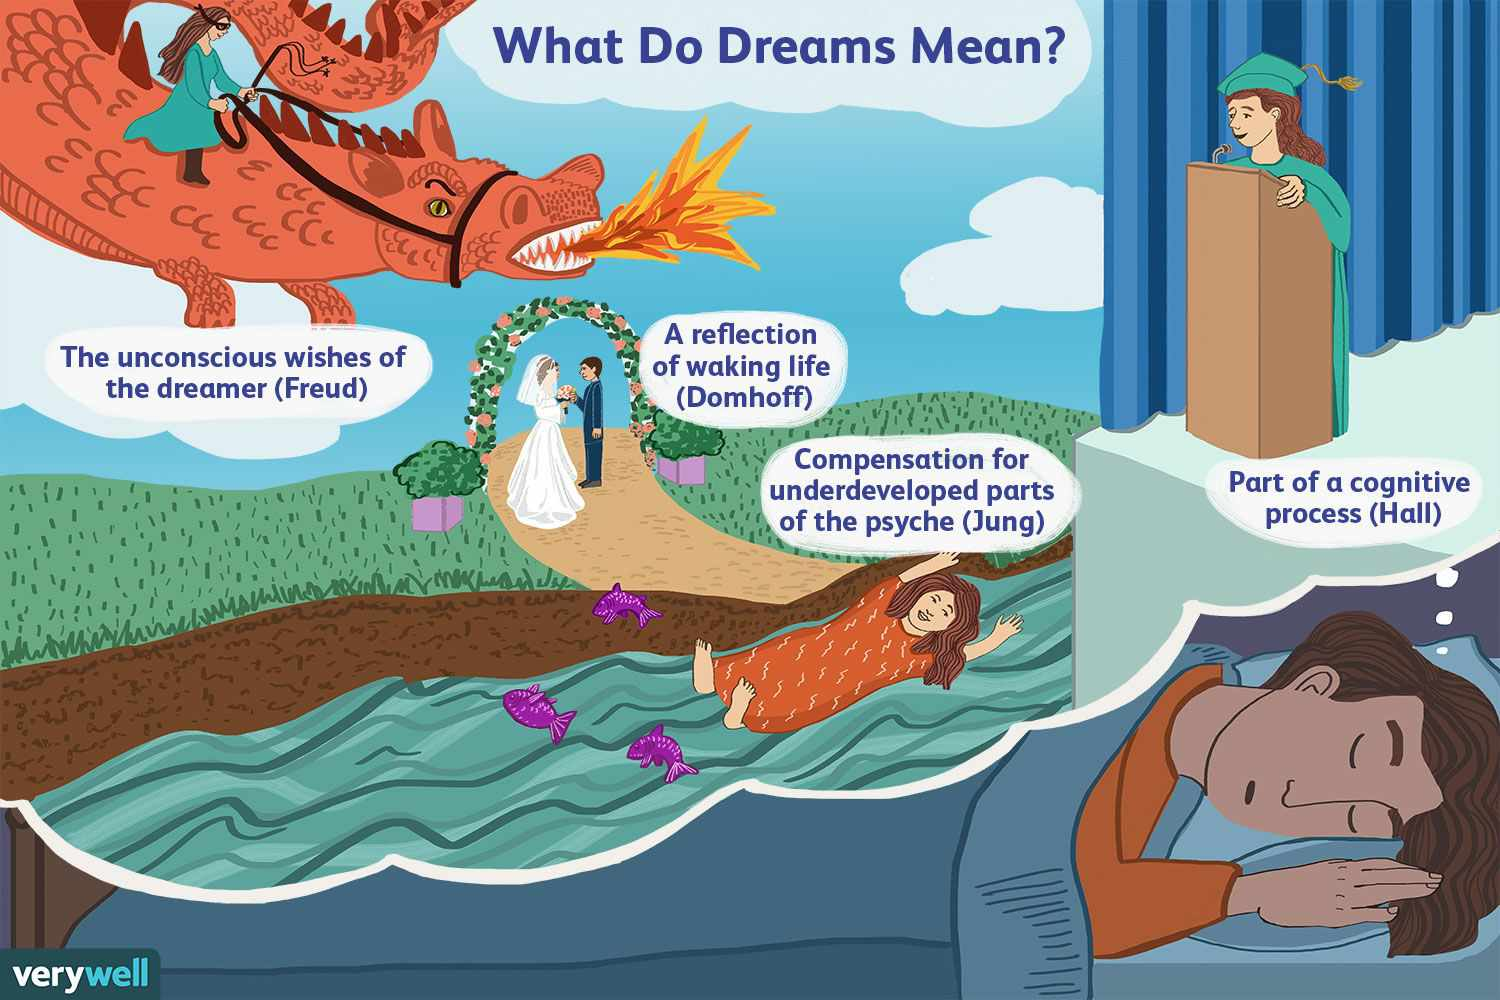 What Do Dreams Mean?
The unconscious wishes of
the dreamer (Freud)
A reflection
of waking life
(Domhoff)
Compensation for
underdeveloped parts
of the psyche (Jung)
Part of a cognitive
process (Hall)
verywell